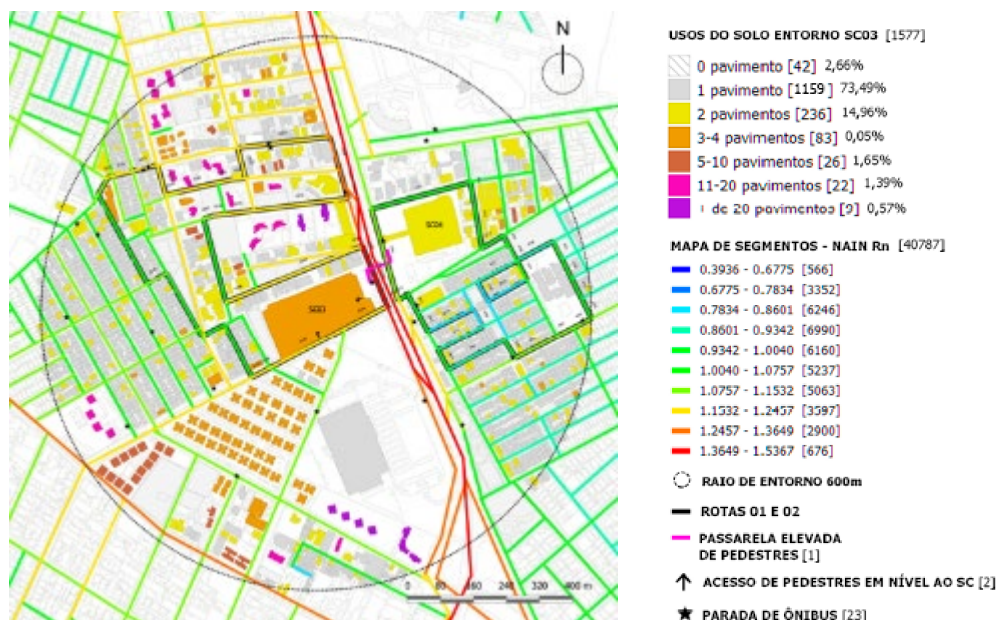 N
SC04
SC03
0 80 160 240 320 400 m
USOS DO SOLO ENTORNO SC03 [1577]
0 pavimento [42] 2,66%
1 pavimento [1159] 73,49%
2 pavimentos [236] 14,96%
3-4 pavimentos [83] 0,05%
5-10 pavimentos [26] 1,65%
11-20 pavimentos [22] 1,39%
de 20 pavimentos [9] 0,57%
MAPA DE SEGMENTOS - NAIN Rn [40787]
0.3936 - 0.6775 [566]
0.6775 - 0.7834 [3352]
0.7834 - 0.8601 [6246]
0.8601 - 0.9342 [6990]
0.9342 - 1.0040 [6160]
1.0040 - 1.0757 [5237]
1.0757 - 1.1532 [5063]
1.1532 - 1.2457 [3597]
1.2457 - 1.3649 [2900]
1.3649 - 1.5367 [676]
RAIO DE ENTORNO 600m
ROTAS 01 E 02
PASSARELA ELEVADA
DE PEDESTRES [1]
ACESSO DE PEDESTRES EM NÍVEL AO SC [2]
PARADA DE ÔNIBUS [23]